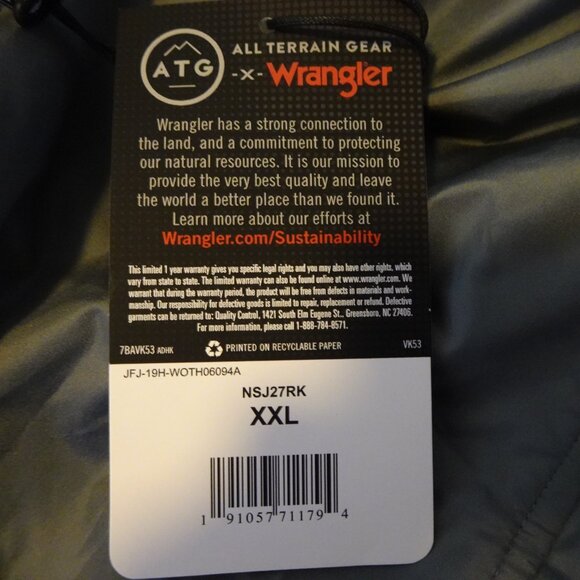 ATG
ALL TERRAIN GEAR
-X- Wrangler
Wrangler has a strong connection to
the land, and a commitment to protecting
our natural resources. It is our mission to
provide the very best quality and leave
the world a better place than we found it.
Learn more about our efforts at
Wrangler.com/Sustainability
This limited 1 year warranty gives you specific legal rights and you may also have other rights, which
vary from state to state. The limited warranty can also be found online at www.wrangler.com. We
warrant that during the warranty period, the product will be free from defects in materials and work-
manship. Our responsibility for defective goods is limited to repair, replacement or refund. Defective
garments can be returned to: Quality Control, 1421 South Elm Eugene St., Greensboro, NC 27406.
For more information, please call 1-888-784-8571.
7BAVK53 ADHK PRINTED ON RECYCLABLE PAPER VK53
JFJ-19H-WOTH06094A
NSJ27RK
XXL
1 91057 71179 4